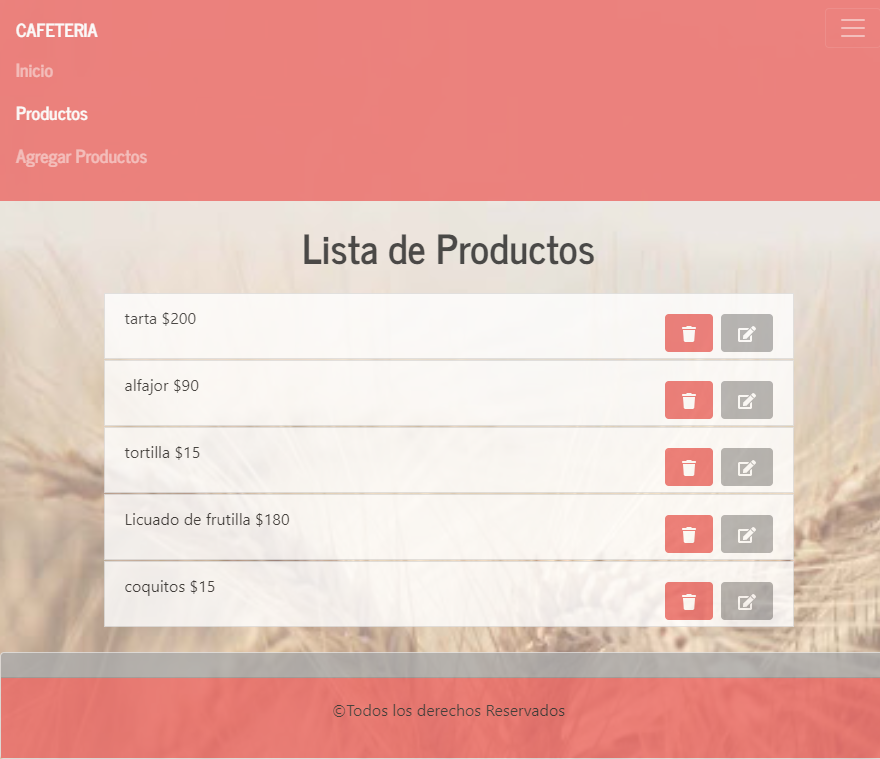 CAFETERIA
Inicio
Productos
Agregar Productos
Lista de Productos
tarta $200
alfajor $90
tortilla $15
Licuado de frutilla $180
coquitos $15
©Todos los derechos Reservados